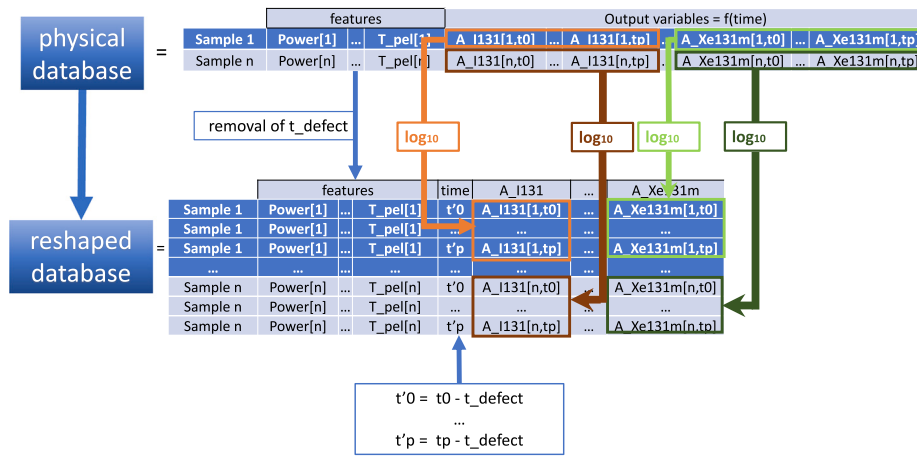 features Output variables = f(time)
physical database =
Sample 1 Power[1] ... T_pel[1] A_I131[1,t0] ... A_I131[1,tp] ... A_Xe131m[1,t0] ... A_Xe131m[1,tp]
Sample n Power[n] ... T_pel[n] A_I131[n,t0] ... A_I131[n,tp] ... A_Xe131m[n,t0] ... A_Xe131m[n,tp]
removal of t_defect
log10 log10 log10 log10
features time A_I131 ... A_Xe131m
reshaped database =
Sample 1 Power[1] ... T_pel[1] t'0 A_I131[1,t0] ... A_Xe131m[1,t0]
Sample 1 Power[1] ... T_pel[1] ... ... ... ...
Sample 1 Power[1] ... T_pel[1] t'p A_I131[1,tp] ... A_Xe131m[1,tp]
... ... ... ... ... ... ...
Sample n Power[n] ... T_pel[n] t'0 A_I131[n,t0] ... A_Xe131m[n,t0]
Sample n Power[n] ... T_pel[n] ... ... ... ...
Sample n Power[n] ... T_pel[n] t'p A_I131[n,tp] ... A_Xe131m[n,tp]
t'0 = t0 - t_defect
...
t'p = tp - t_defect